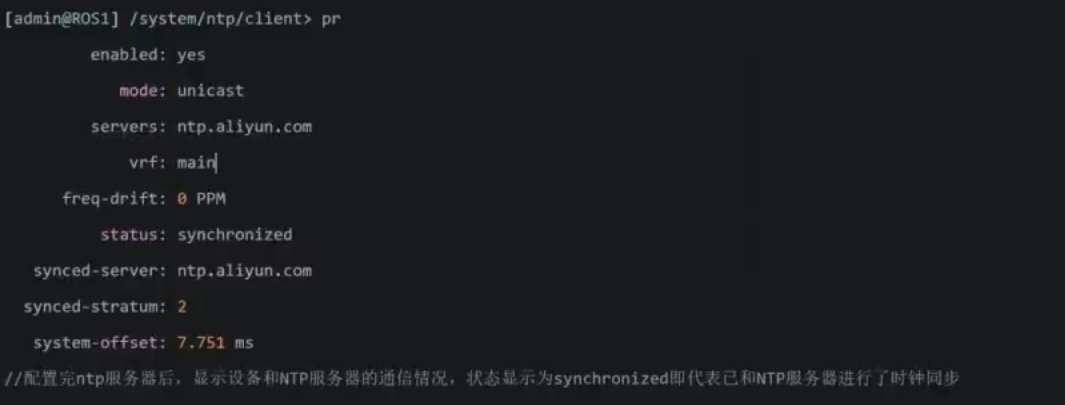 [admin@ROS1] /system/ntp/client> pr
enabled: yes
mode: unicast
servers: ntp.aliyun.com
vrf: main
freq-drift: 0 PPM
status: synchronized
synced-server: ntp.aliyun.com
synced-stratum: 2
system-offset: 7.751 ms
//配置完ntp服务器后，显示设备和NTP服务器的通信情况，状态显示为synchronized即代表己和NTP服务器进行了时钟同步